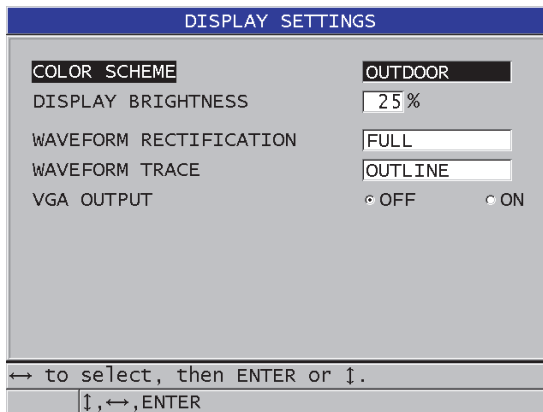 DISPLAY SETTINGS
COLOR SCHEME OUTDOOR
DISPLAY BRIGHTNESS 25 %
WAVEFORM RECTIFICATION FULL
WAVEFORM TRACE OUTLINE
VGA OUTPUT OFF ON
↔ to select, then ENTER or ↕.
↕,↔,ENTER